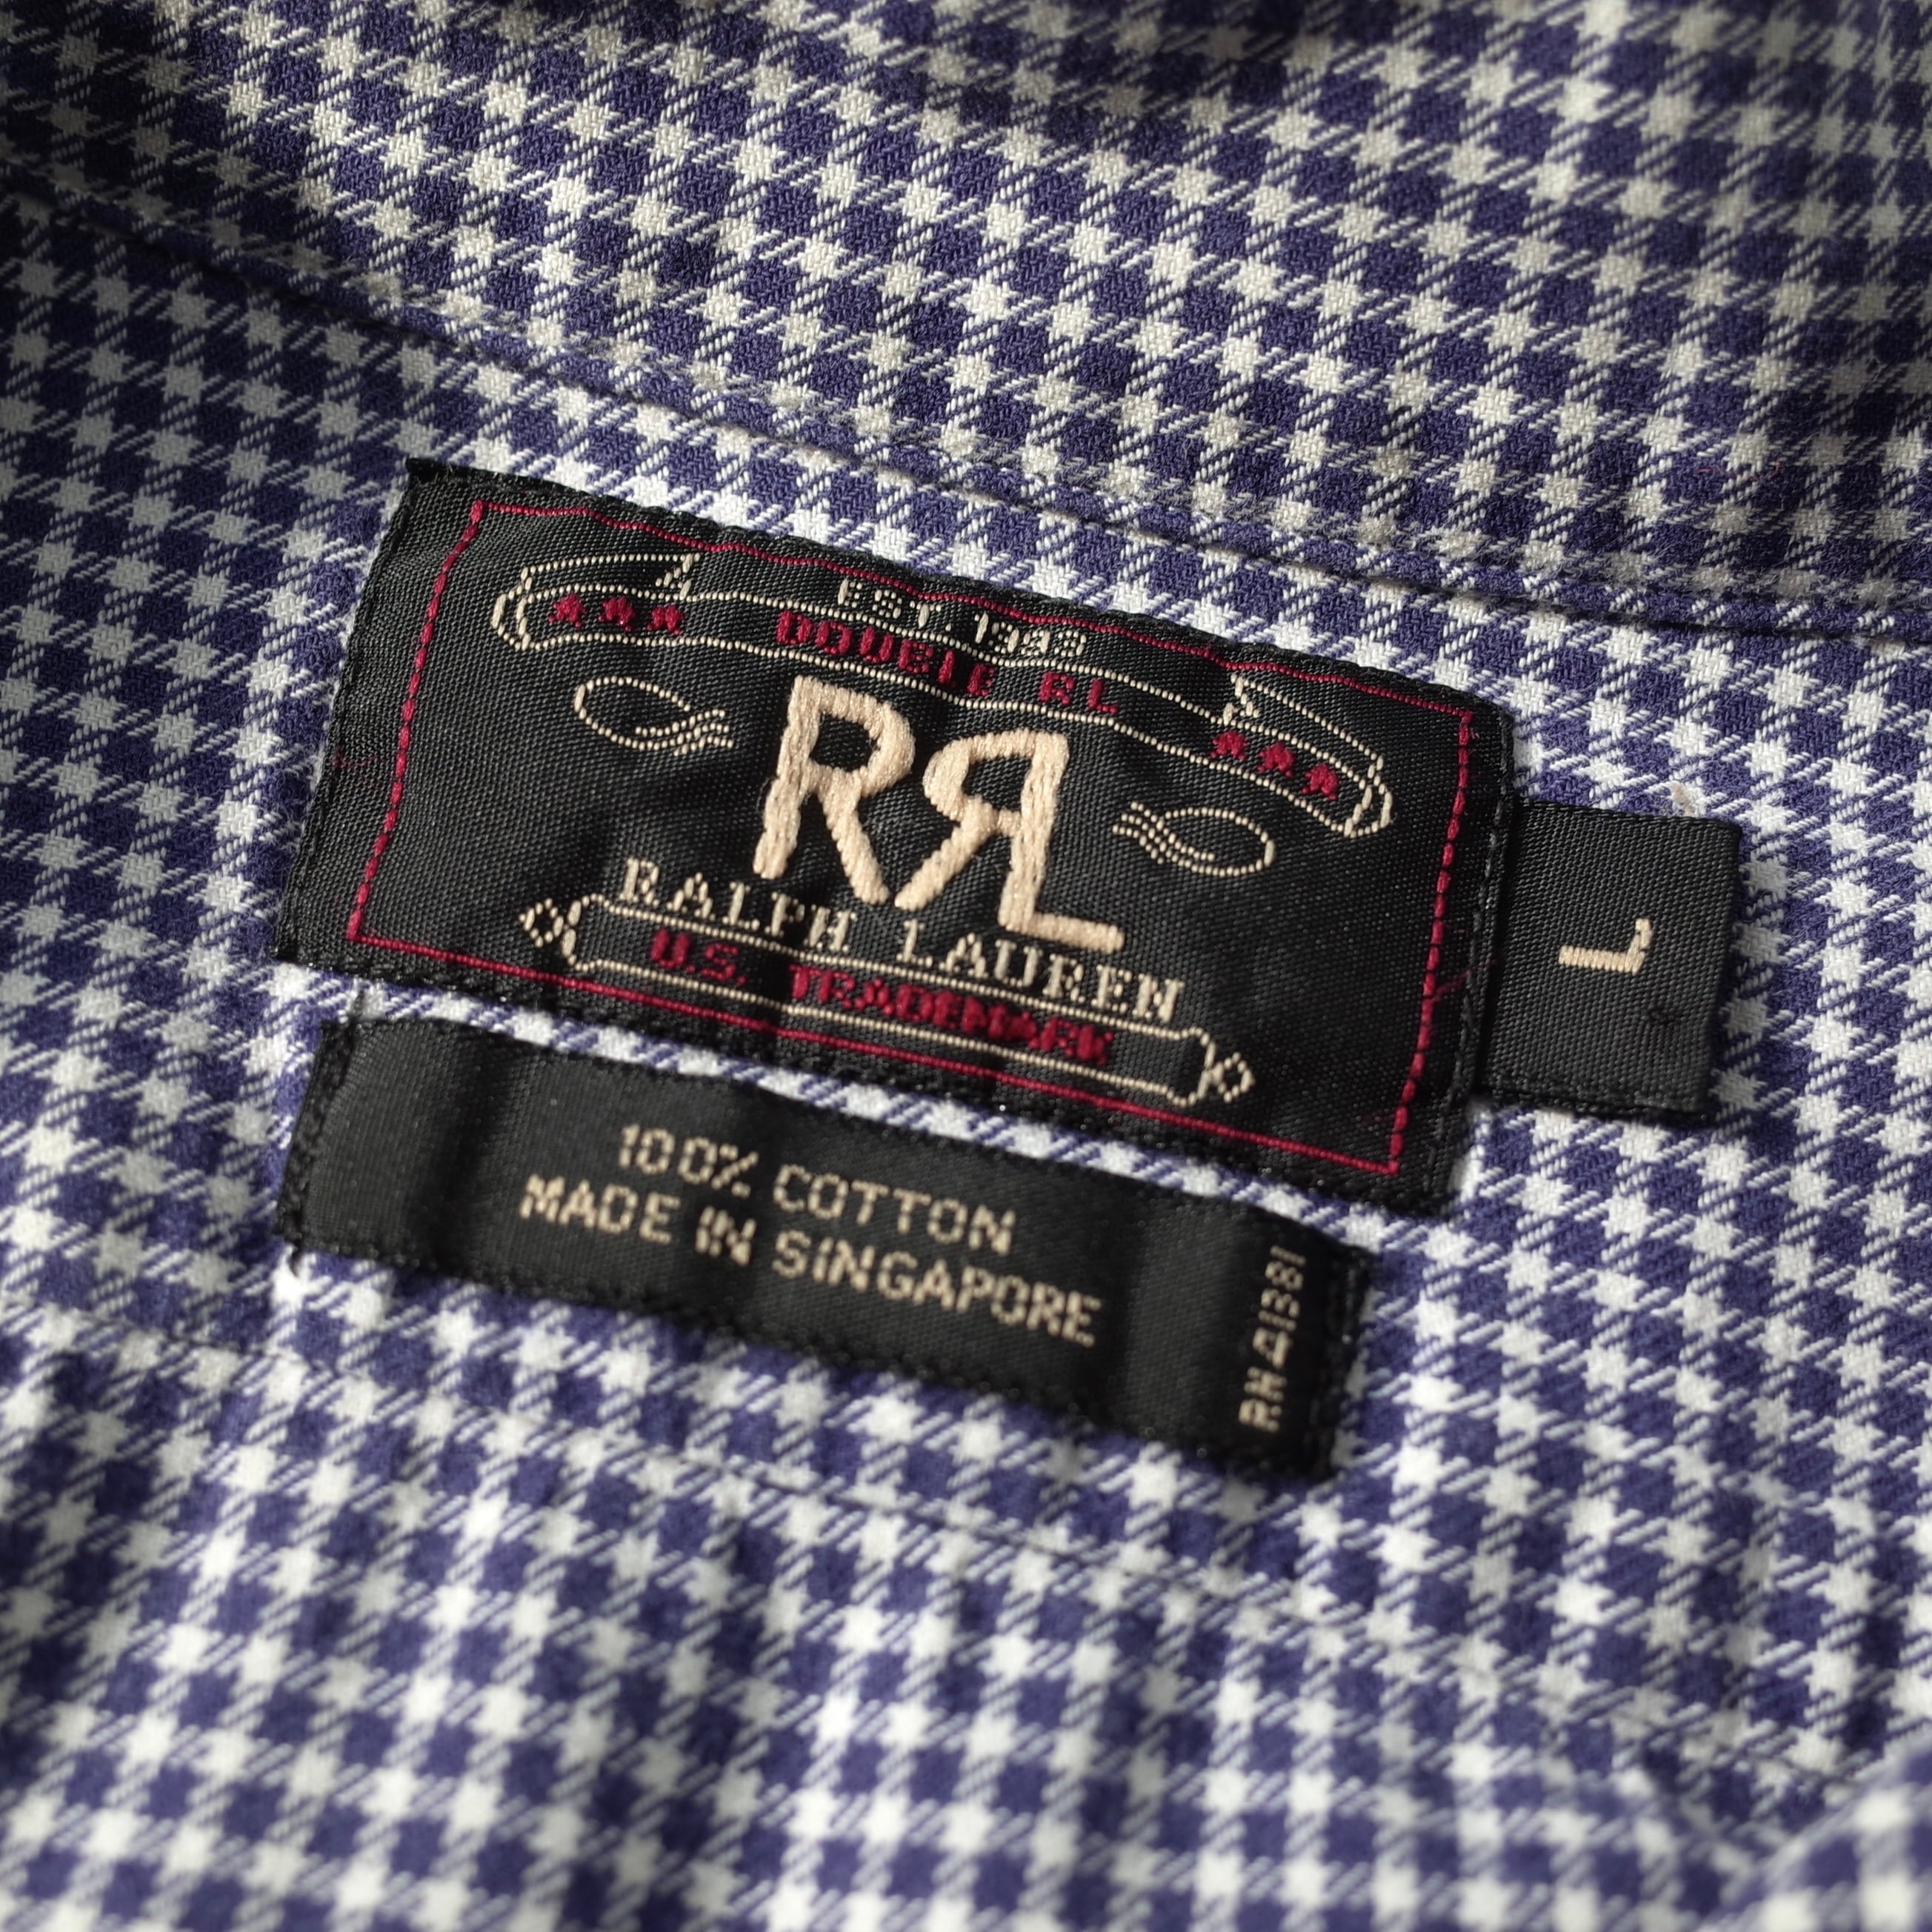 EST. 1993
DOUBLE RL
RRL
RALPH LAUREN
U.S. TRADEMARK
L
100% COTTON
MADE IN SINGAPORE
RN41381